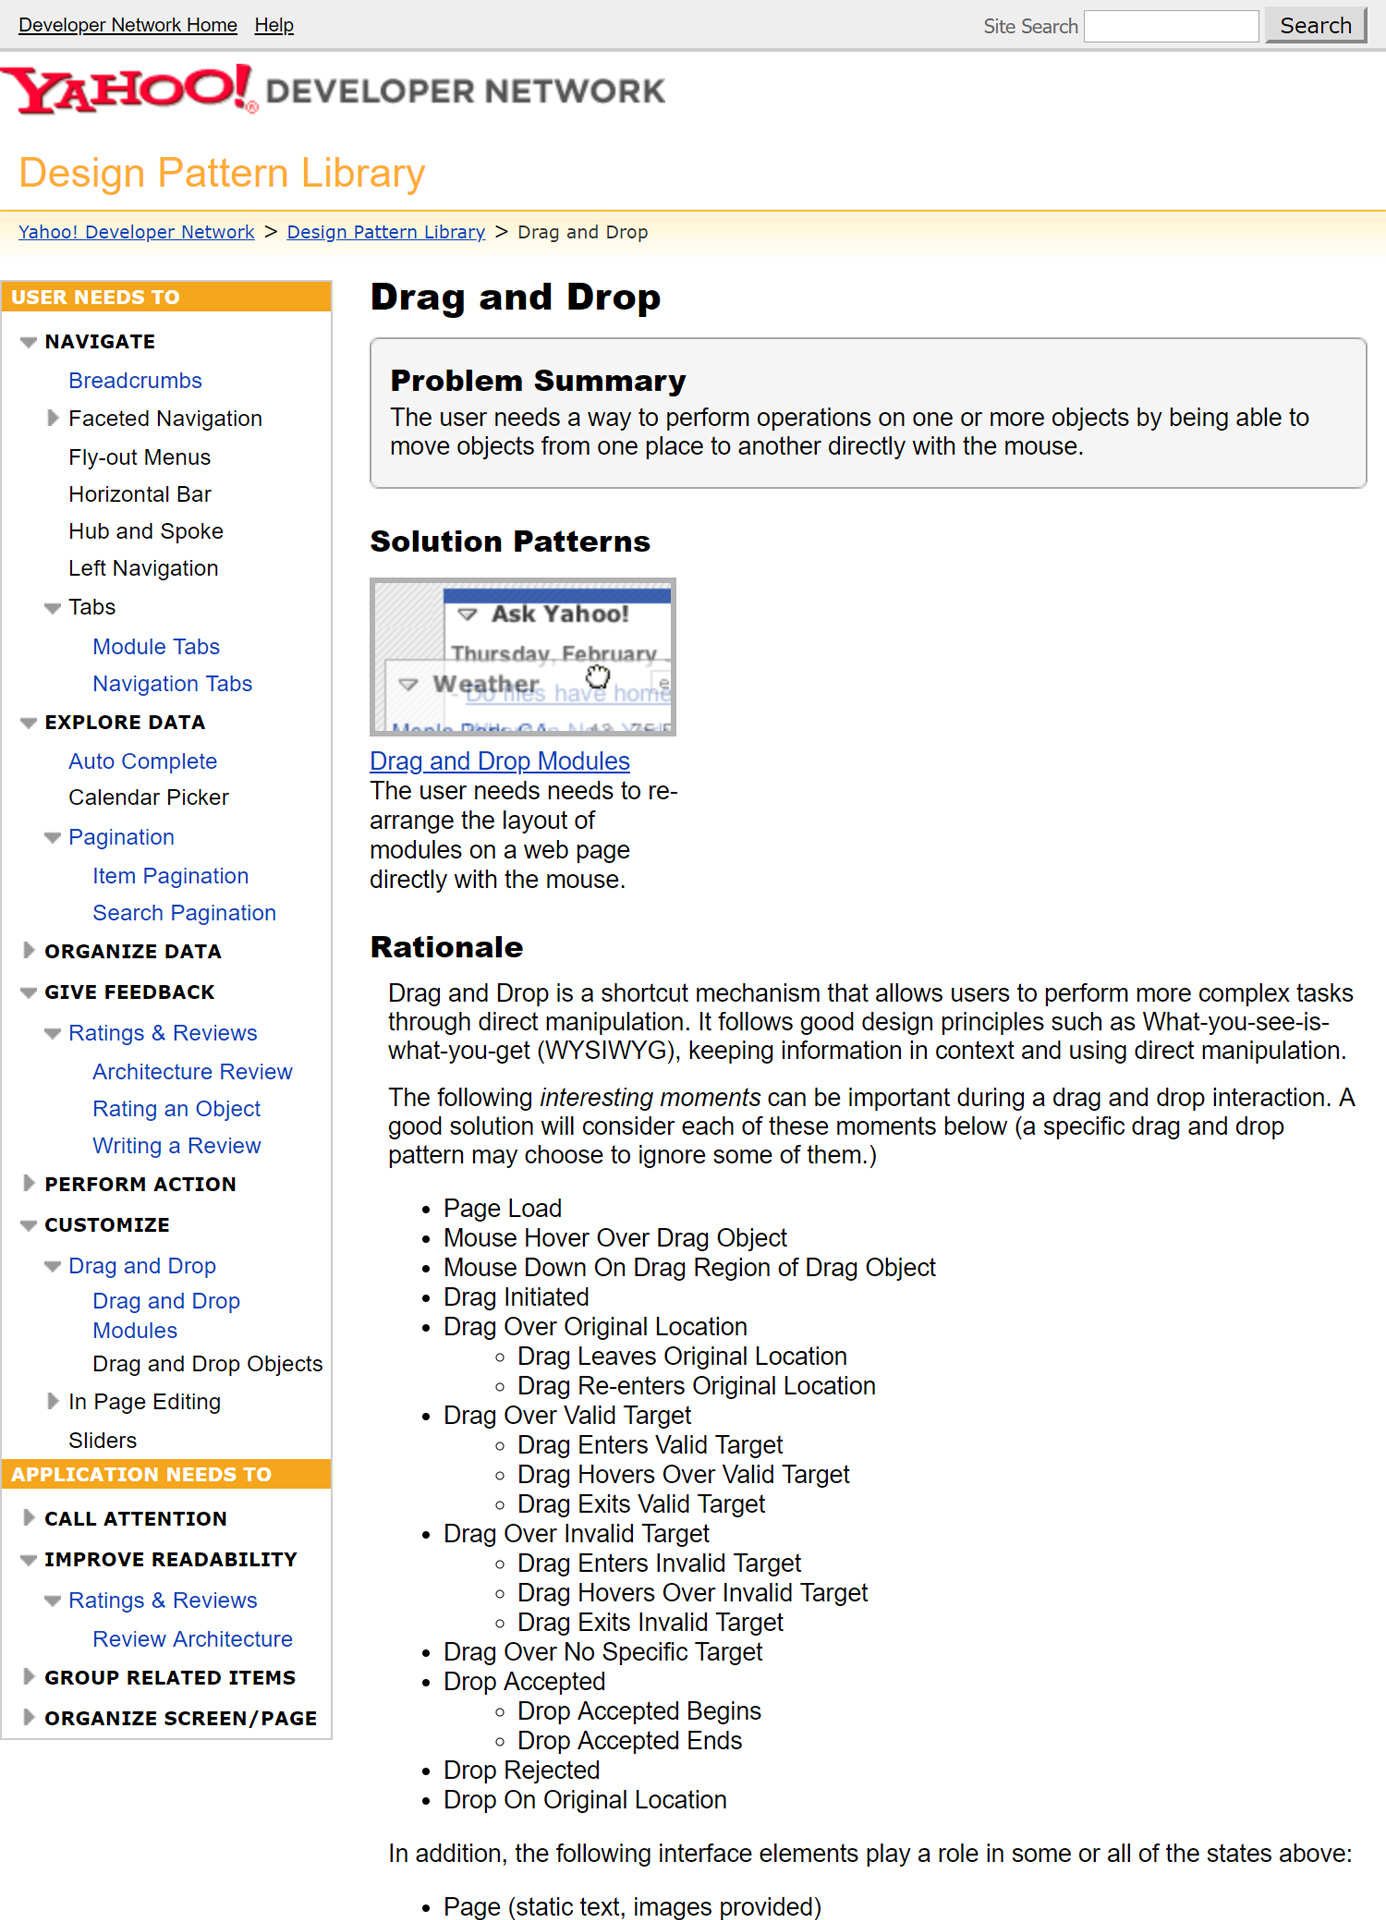 Developer Network Home Help Site Search Search
YAHOO!® DEVELOPER NETWORK
Design Pattern Library
Yahoo! Developer Network > Design Pattern Library > Drag and Drop
USER NEEDS TO
NAVIGATE
Breadcrumbs
Faceted Navigation
Fly-out Menus
Horizontal Bar
Hub and Spoke
Left Navigation
Tabs
Module Tabs
Navigation Tabs
EXPLORE DATA
Auto Complete
Calendar Picker
Pagination
Item Pagination
Search Pagination
ORGANIZE DATA
GIVE FEEDBACK
Ratings & Reviews
Architecture Review
Rating an Object
Writing a Review
PERFORM ACTION
CUSTOMIZE
Drag and Drop
Drag and Drop
Modules
Drag and Drop Objects
In Page Editing
Sliders
APPLICATION NEEDS TO
CALL ATTENTION
IMPROVE READABILITY
Ratings & Reviews
Review Architecture
GROUP RELATED ITEMS
ORGANIZE SCREEN/PAGE
Drag and Drop
Problem Summary
The user needs a way to perform operations on one or more objects by being able to
move objects from one place to another directly with the mouse.
Solution Patterns
Ask Yahoo!
Thursday, February
Weather
Do flies have home
Drag and Drop Modules
The user needs needs to re-
arrange the layout of
modules on a web page
directly with the mouse.
Rationale
Drag and Drop is a shortcut mechanism that allows users to perform more complex tasks
through direct manipulation. It follows good design principles such as What-you-see-is-
what-you-get (WYSIWYG), keeping information in context and using direct manipulation.
The following interesting moments can be important during a drag and drop interaction. A
good solution will consider each of these moments below (a specific drag and drop
pattern may choose to ignore some of them.)
• Page Load
• Mouse Hover Over Drag Object
• Mouse Down On Drag Region of Drag Object
• Drag Initiated
• Drag Over Original Location
◦ Drag Leaves Original Location
◦ Drag Re-enters Original Location
• Drag Over Valid Target
◦ Drag Enters Valid Target
◦ Drag Hovers Over Valid Target
◦ Drag Exits Valid Target
• Drag Over Invalid Target
◦ Drag Enters Invalid Target
◦ Drag Hovers Over Invalid Target
◦ Drag Exits Invalid Target
• Drag Over No Specific Target
• Drop Accepted
◦ Drop Accepted Begins
◦ Drop Accepted Ends
• Drop Rejected
• Drop On Original Location
In addition, the following interface elements play a role in some or all of the states above:
• Page (static text, images provided)